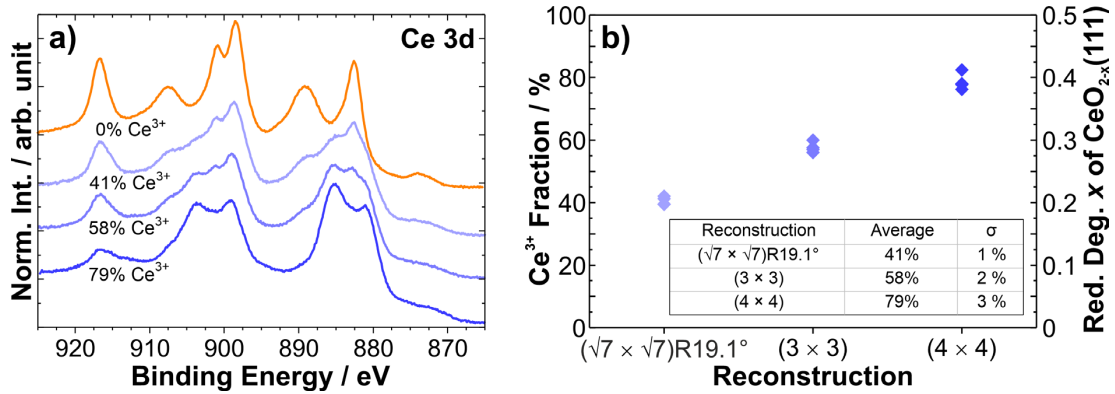 a)
Ce 3d
Norm. Int. / arb. unit
0% Ce³⁺
41% Ce³⁺
58% Ce³⁺
79% Ce³⁺
920 910 900 890 880 870
Binding Energy / eV
b)
Ce³⁺ Fraction / %
100
80
60
40
20
0
Red. Deg. x of CeO₂₋ₓ(111)
0.5
0.4
0.3
0.2
0.1
0
Reconstruction Average σ
(√7 × √7)R19.1° 41% 1 %
(3 × 3) 58% 2 %
(4 × 4) 79% 3 %
(√7 × √7)R19.1° (3 × 3) (4 × 4)
Reconstruction